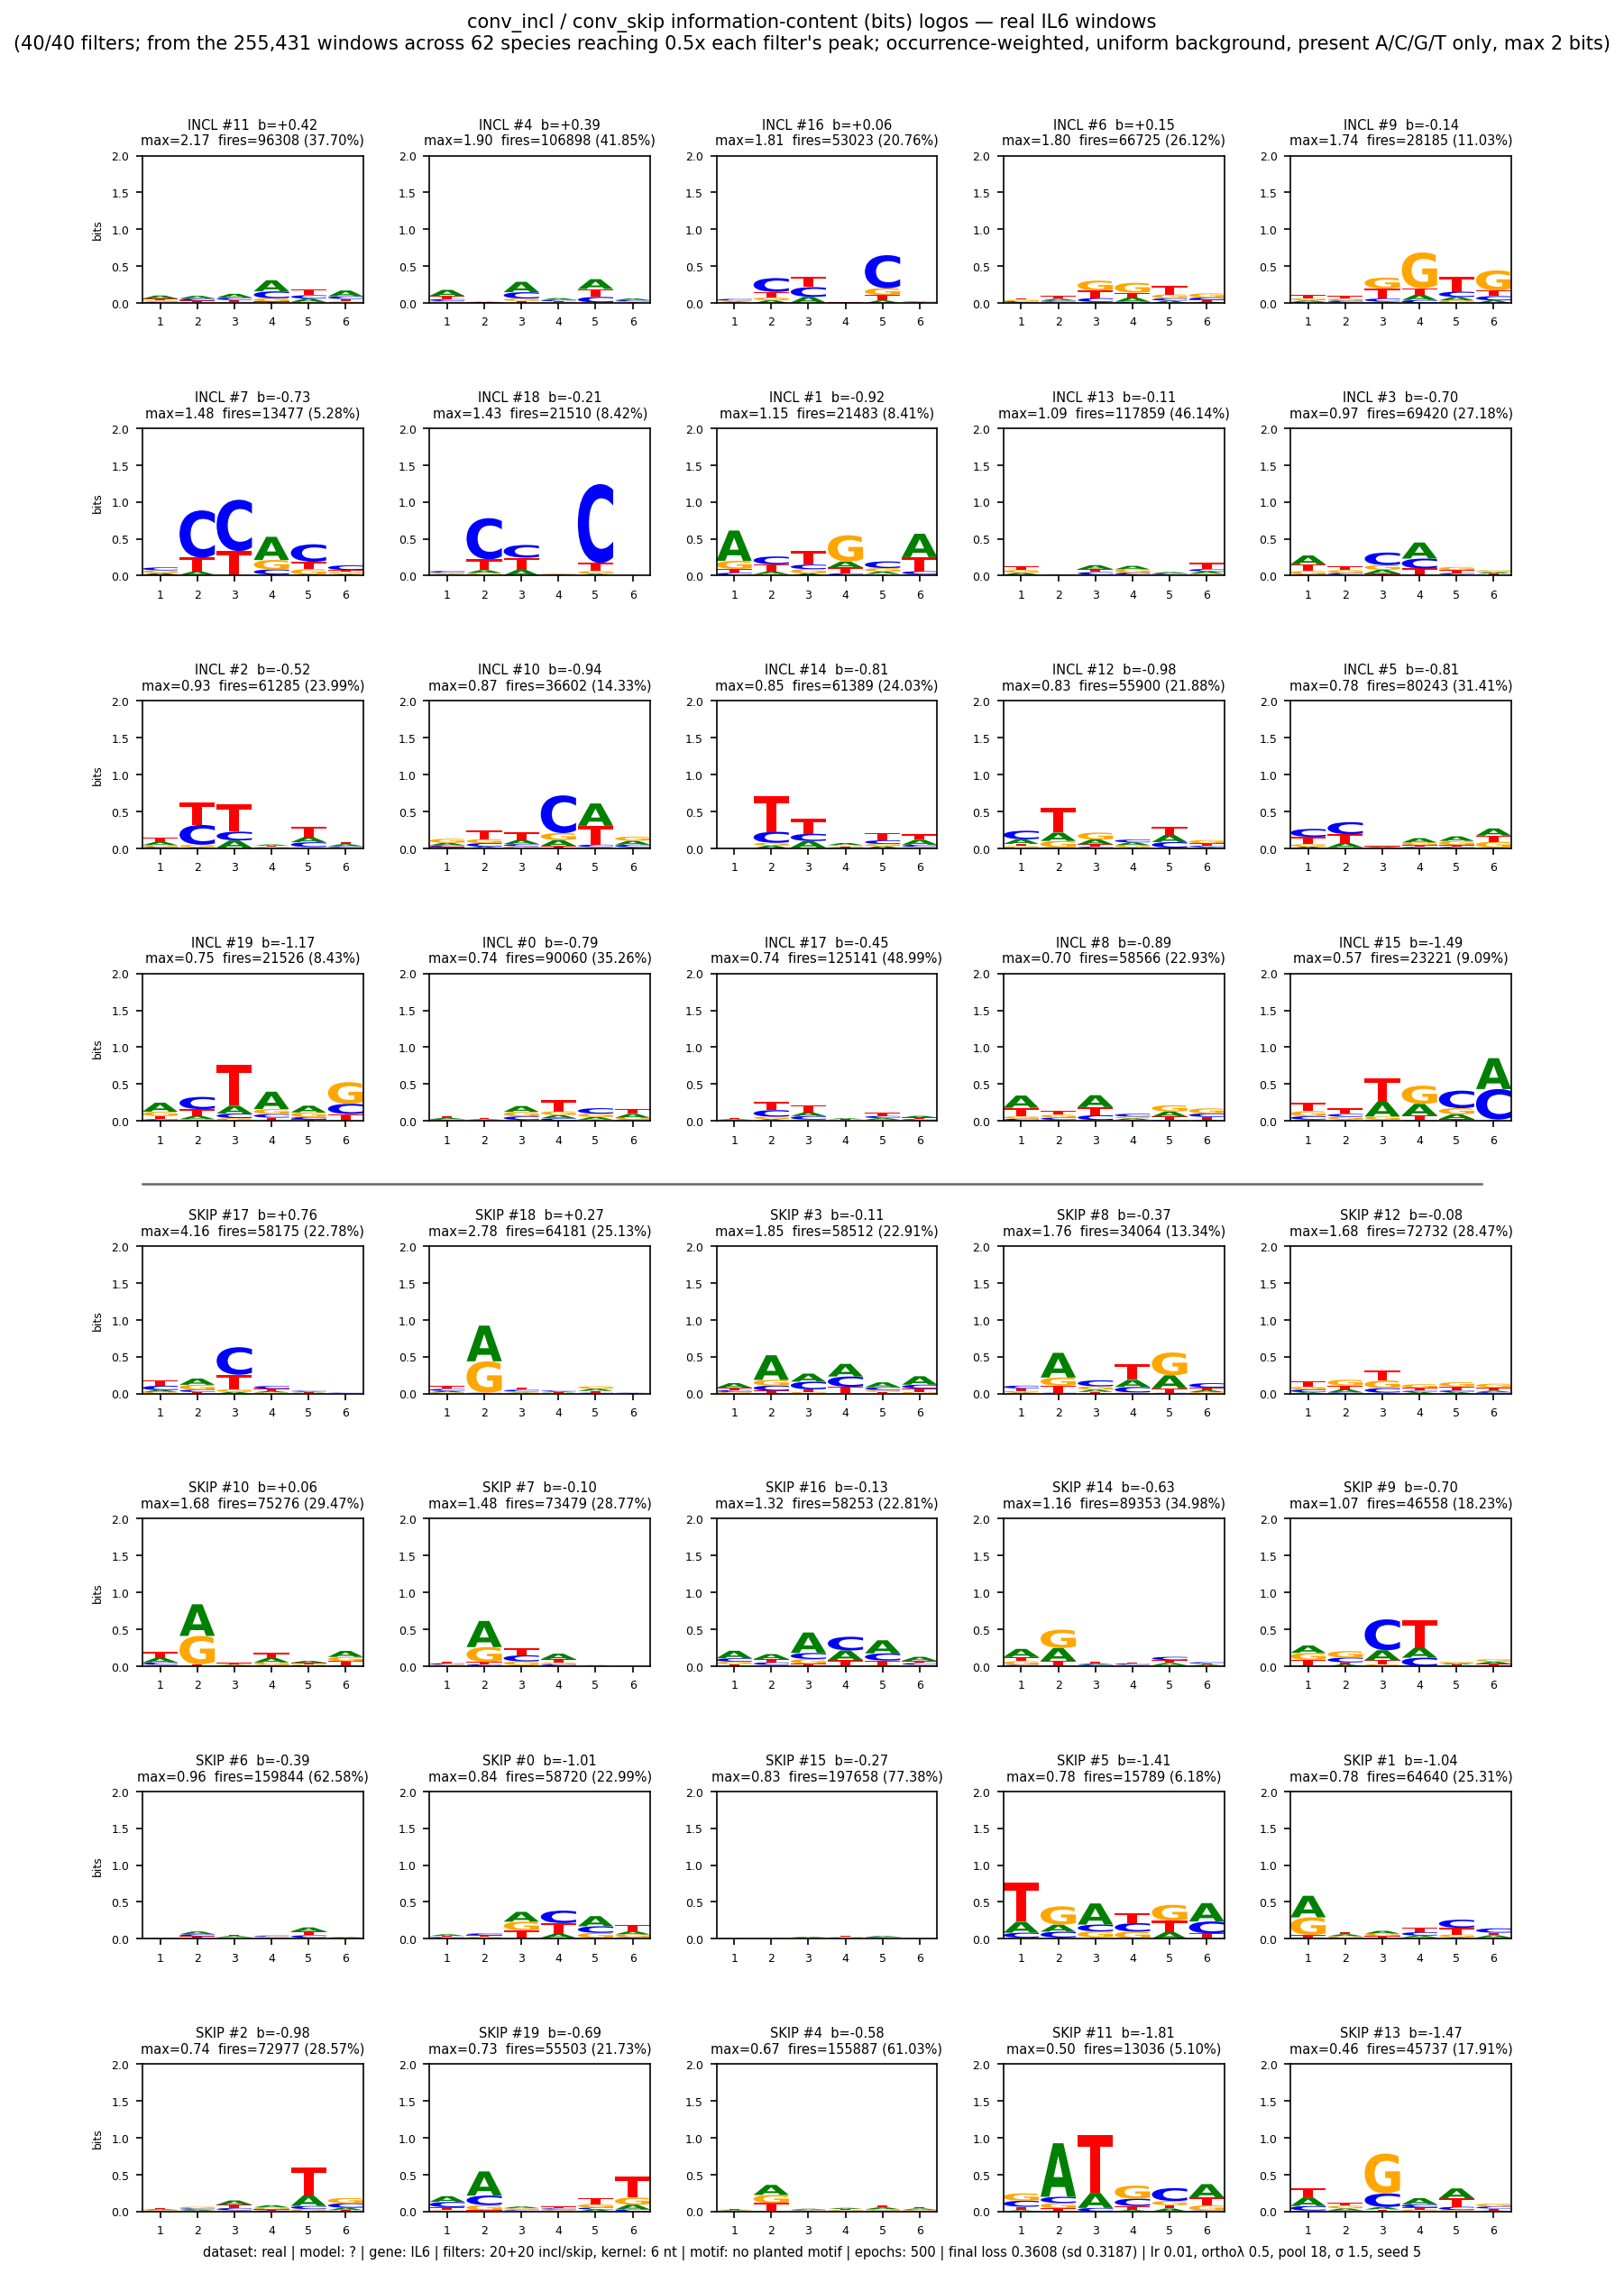 conv_incl / conv_skip information-content (bits) logos — real IL6 windows
(40/40 filters; from the 255,431 windows across 62 species reaching 0.5x each filter's peak; occurrence-weighted, uniform background, present A/C/G/T only, max 2 bits)
INCL #11 b=+0.42
max=2.17 fires=96308 (37.70%)
INCL #4 b=+0.39
max=1.90 fires=106898 (41.85%)
INCL #16 b=+0.06
max=1.81 fires=53023 (20.76%)
INCL #6 b=+0.15
max=1.80 fires=66725 (26.12%)
INCL #9 b=-0.14
max=1.74 fires=28185 (11.03%)
INCL #7 b=-0.73
max=1.48 fires=13477 (5.28%)
INCL #18 b=-0.21
max=1.43 fires=21510 (8.42%)
INCL #1 b=-0.92
max=1.15 fires=21483 (8.41%)
INCL #13 b=-0.11
max=1.09 fires=117859 (46.14%)
INCL #3 b=-0.70
max=0.97 fires=69420 (27.18%)
INCL #2 b=-0.52
max=0.93 fires=61285 (23.99%)
INCL #10 b=-0.94
max=0.87 fires=36602 (14.33%)
INCL #14 b=-0.81
max=0.85 fires=61389 (24.03%)
INCL #12 b=-0.98
max=0.83 fires=55900 (21.88%)
INCL #5 b=-0.81
max=0.78 fires=80243 (31.41%)
INCL #19 b=-1.17
max=0.75 fires=21526 (8.43%)
INCL #0 b=-0.79
max=0.74 fires=90060 (35.26%)
INCL #17 b=-0.45
max=0.74 fires=125141 (48.99%)
INCL #8 b=-0.89
max=0.70 fires=58566 (22.93%)
INCL #15 b=-1.49
max=0.57 fires=23221 (9.09%)
SKIP #17 b=+0.76
max=4.16 fires=58175 (22.78%)
SKIP #18 b=+0.27
max=2.78 fires=64181 (25.13%)
SKIP #3 b=-0.11
max=1.85 fires=58512 (22.91%)
SKIP #8 b=-0.37
max=1.76 fires=34064 (13.34%)
SKIP #12 b=-0.08
max=1.68 fires=72732 (28.47%)
SKIP #10 b=+0.06
max=1.68 fires=75276 (29.47%)
SKIP #7 b=-0.10
max=1.48 fires=73479 (28.77%)
SKIP #16 b=-0.13
max=1.32 fires=58253 (22.81%)
SKIP #14 b=-0.63
max=1.16 fires=89353 (34.98%)
SKIP #9 b=-0.70
max=1.07 fires=46558 (18.23%)
SKIP #6 b=-0.39
max=0.96 fires=159844 (62.58%)
SKIP #0 b=-1.01
max=0.84 fires=58720 (22.99%)
SKIP #15 b=-0.27
max=0.83 fires=197658 (77.38%)
SKIP #5 b=-1.41
max=0.78 fires=15789 (6.18%)
SKIP #1 b=-1.04
max=0.78 fires=64640 (25.31%)
SKIP #2 b=-0.98
max=0.74 fires=72977 (28.57%)
SKIP #19 b=-0.69
max=0.73 fires=55503 (21.73%)
SKIP #4 b=-0.58
max=0.67 fires=155887 (61.03%)
SKIP #11 b=-1.81
max=0.50 fires=13036 (5.10%)
SKIP #13 b=-1.47
max=0.46 fires=45737 (17.91%)
dataset: real | model: ? | gene: IL6 | filters: 20+20 incl/skip, kernel: 6 nt | motif: no planted motif | epochs: 500 | final loss 0.3608 (sd 0.3187) | lr 0.01, orthoλ 0.5, pool 18, σ 1.5, seed 5